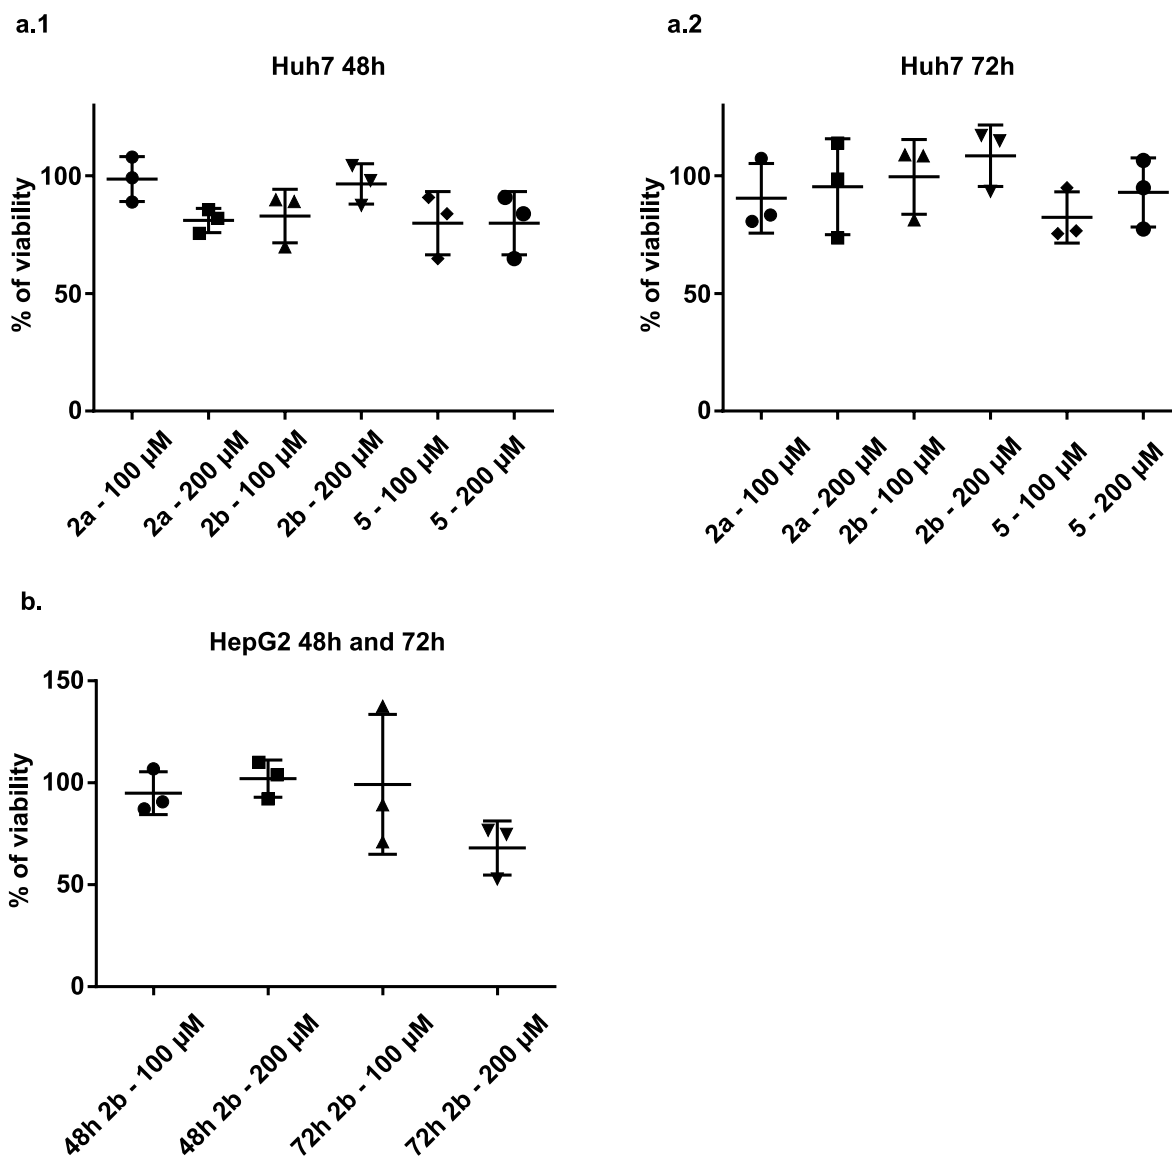 a.1
Huh7 48h
% of viability
100
50
0
2a - 100 µM
2a - 200 µM
2b - 100 µM
2b - 200 µM
5 - 100 µM
5 - 200 µM
a.2
Huh7 72h
% of viability
100
50
0
2a - 100 µM
2a - 200 µM
2b - 100 µM
2b - 200 µM
5 - 100 µM
5 - 200 µM
b.
HepG2 48h and 72h
% of viability
150
100
50
0
48h 2b - 100 µM
48h 2b - 200 µM
72h 2b - 100 µM
72h 2b - 200 µM